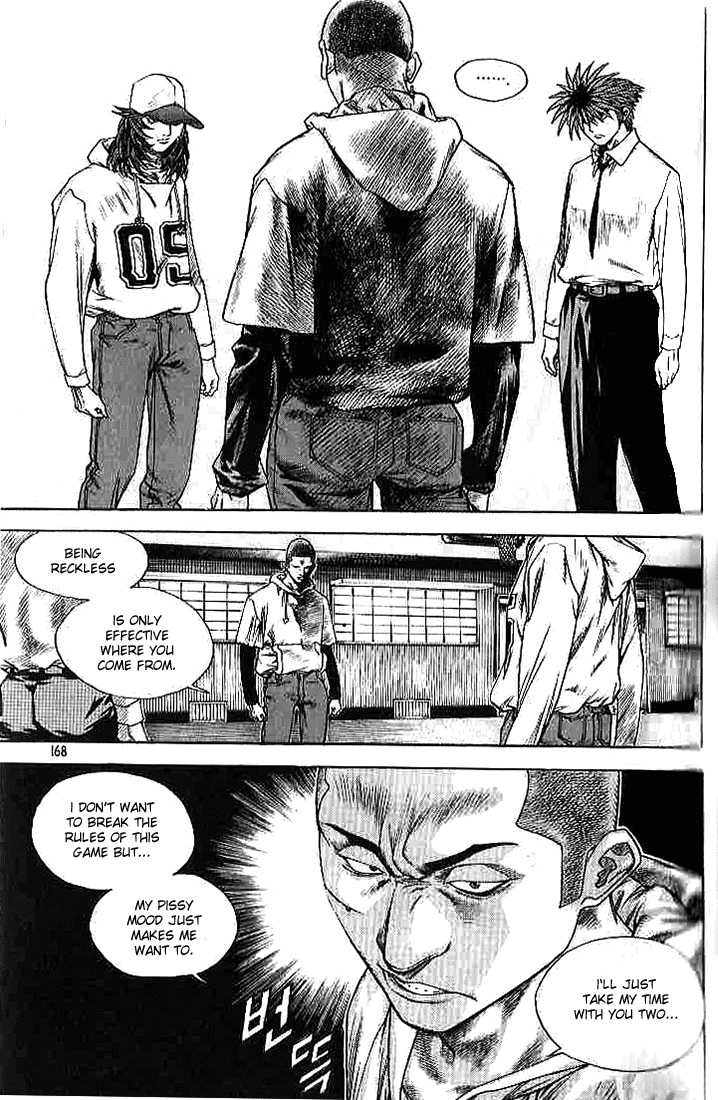 .......
05
BEING
RECKLESS
IS ONLY
EFFECTIVE
WHERE YOU
COME FROM.
168
I DON'T WANT
TO BREAK THE
RULES OF THIS
GAME BUT...
MY PISSY
MOOD JUST
MAKES ME
WANT TO.
I'LL JUST
TAKE MY TIME
WITH YOU TWO...
번뜩